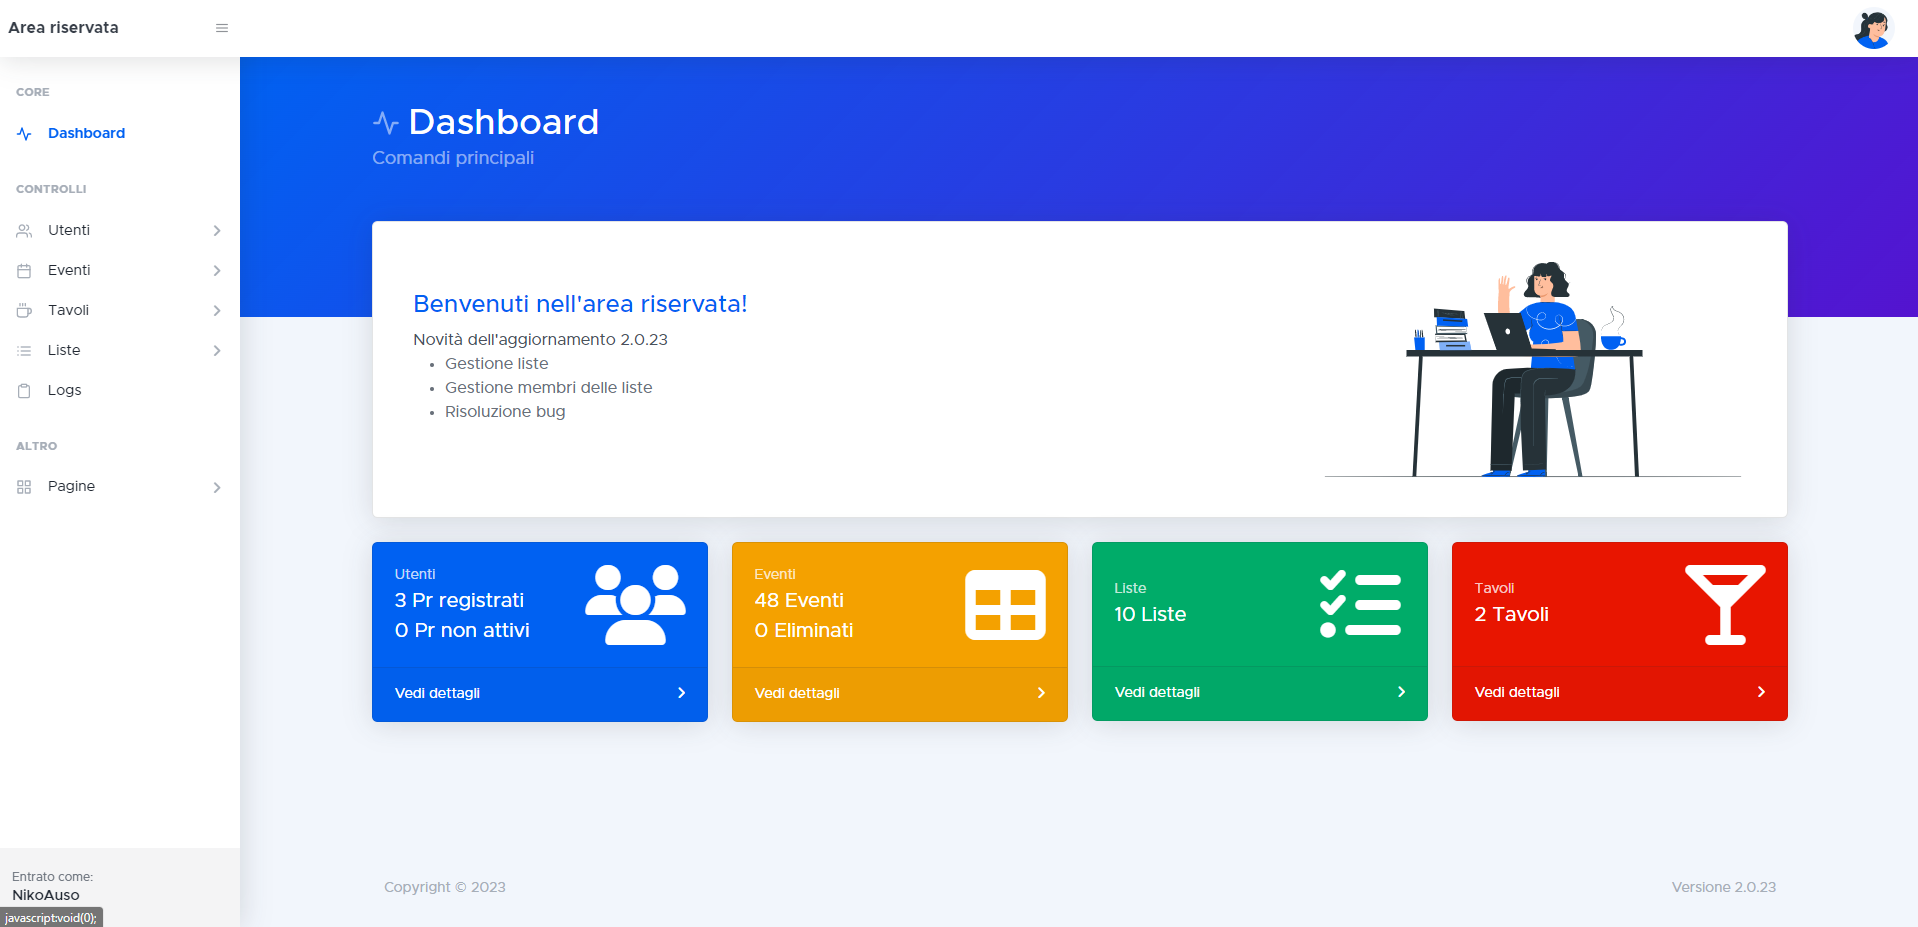 Area riservata
CORE
Dashboard
CONTROLLI
Utenti
Eventi
Tavoli
Liste
Logs
ALTRO
Pagine
Entrato come:
NikoAuso
javascript:void(0);
Dashboard
Comandi principali
Benvenuti nell'area riservata!
Novità dell'aggiornamento 2.0.23
Gestione liste
Gestione membri delle liste
Risoluzione bug
Utenti
3 Pr registrati
0 Pr non attivi
Vedi dettagli
Eventi
48 Eventi
0 Eliminati
Vedi dettagli
Liste
10 Liste
Vedi dettagli
Tavoli
2 Tavoli
Vedi dettagli
Copyright © 2023
Versione 2.0.23